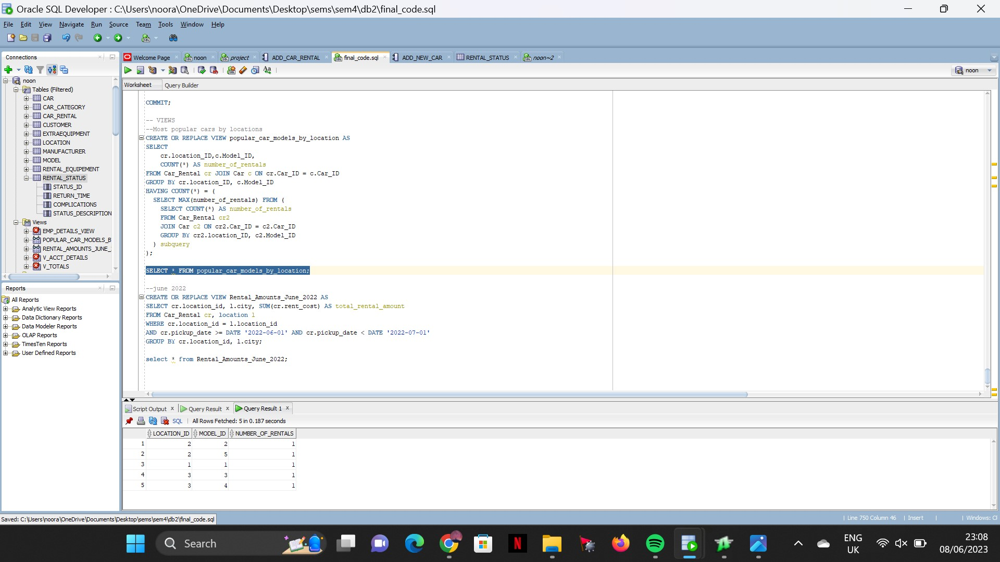 Oracle SQL Developer : C:\Users\noora\OneDrive\Documents\Desktop\sems\sem4\db2\final_code.sql
File Edit View Navigate Run Source Team Tools Window Help
Connections
Welcome Page
noon
project
ADD_CAR_RENTAL
final_code.sql
ADD_NEW_CAR
RENTAL_STATUS
noon~2
noon
Worksheet
Query Builder
noon
Tables (Filtered)
CAR
CAR_CATEGORY
CAR_RENTAL
CUSTOMER
EXTRAEQUIPMENT
LOCATION
MANUFACTURER
MODEL
RENTAL_EQUIPEMENT
RENTAL_STATUS
STATUS_ID
RETURN_TIME
COMPLICATIONS
STATUS_DESCRIPTION
Views
EMP_DETAILS_VIEW
POPULAR_CAR_MODELS_B
RENTAL_AMOUNTS_JUNE_
V_ACCT_DETAILS
V_TOTALS
Reports
All Reports
Analytic View Reports
Data Dictionary Reports
Data Modeler Reports
OLAP Reports
TimesTen Reports
User Defined Reports
COMMIT;
-- VIEWS
--Most popular cars by locations
CREATE OR REPLACE VIEW popular_car_models_by_location AS
SELECT
cr.location_ID,c.Model_ID,
COUNT(*) AS number_of_rentals
FROM Car_Rental cr JOIN Car c ON cr.Car_ID = c.Car_ID
GROUP BY cr.location_ID, c.Model_ID
HAVING COUNT(*) = (
SELECT MAX(number_of_rentals) FROM (
SELECT COUNT(*) AS number_of_rentals
FROM Car_Rental cr2
JOIN Car c2 ON cr2.Car_ID = c2.Car_ID
GROUP BY cr2.location_ID, c2.Model_ID
) subquery
);
SELECT * FROM popular_car_models_by_location;
--june 2022
CREATE OR REPLACE VIEW Rental_Amounts_June_2022 AS
SELECT cr.location_id, l.city, SUM(cr.rent_cost) AS total_rental_amount
FROM Car_Rental cr, location l
WHERE cr.location_id = l.location_id
AND cr.pickup_date >= DATE '2022-06-01' AND cr.pickup_date < DATE '2022-07-01'
GROUP BY cr.location_id, l.city;
select * from Rental_Amounts_June_2022;
Script Output
Query Result
Query Result 1
SQL
All Rows Fetched: 5 in 0.187 seconds
LOCATION_ID MODEL_ID NUMBER_OF_RENTALS
1 2 2 1
2 2 5 1
3 1 1 1
4 3 3 1
5 3 4 1
Saved: C:\Users\noora\OneDrive\Documents\Desktop\sems\sem4\db2\final_code.sql
Line 750 Column 46
Insert
Windows: CR
Search
ENG
UK
23:08
08/06/2023